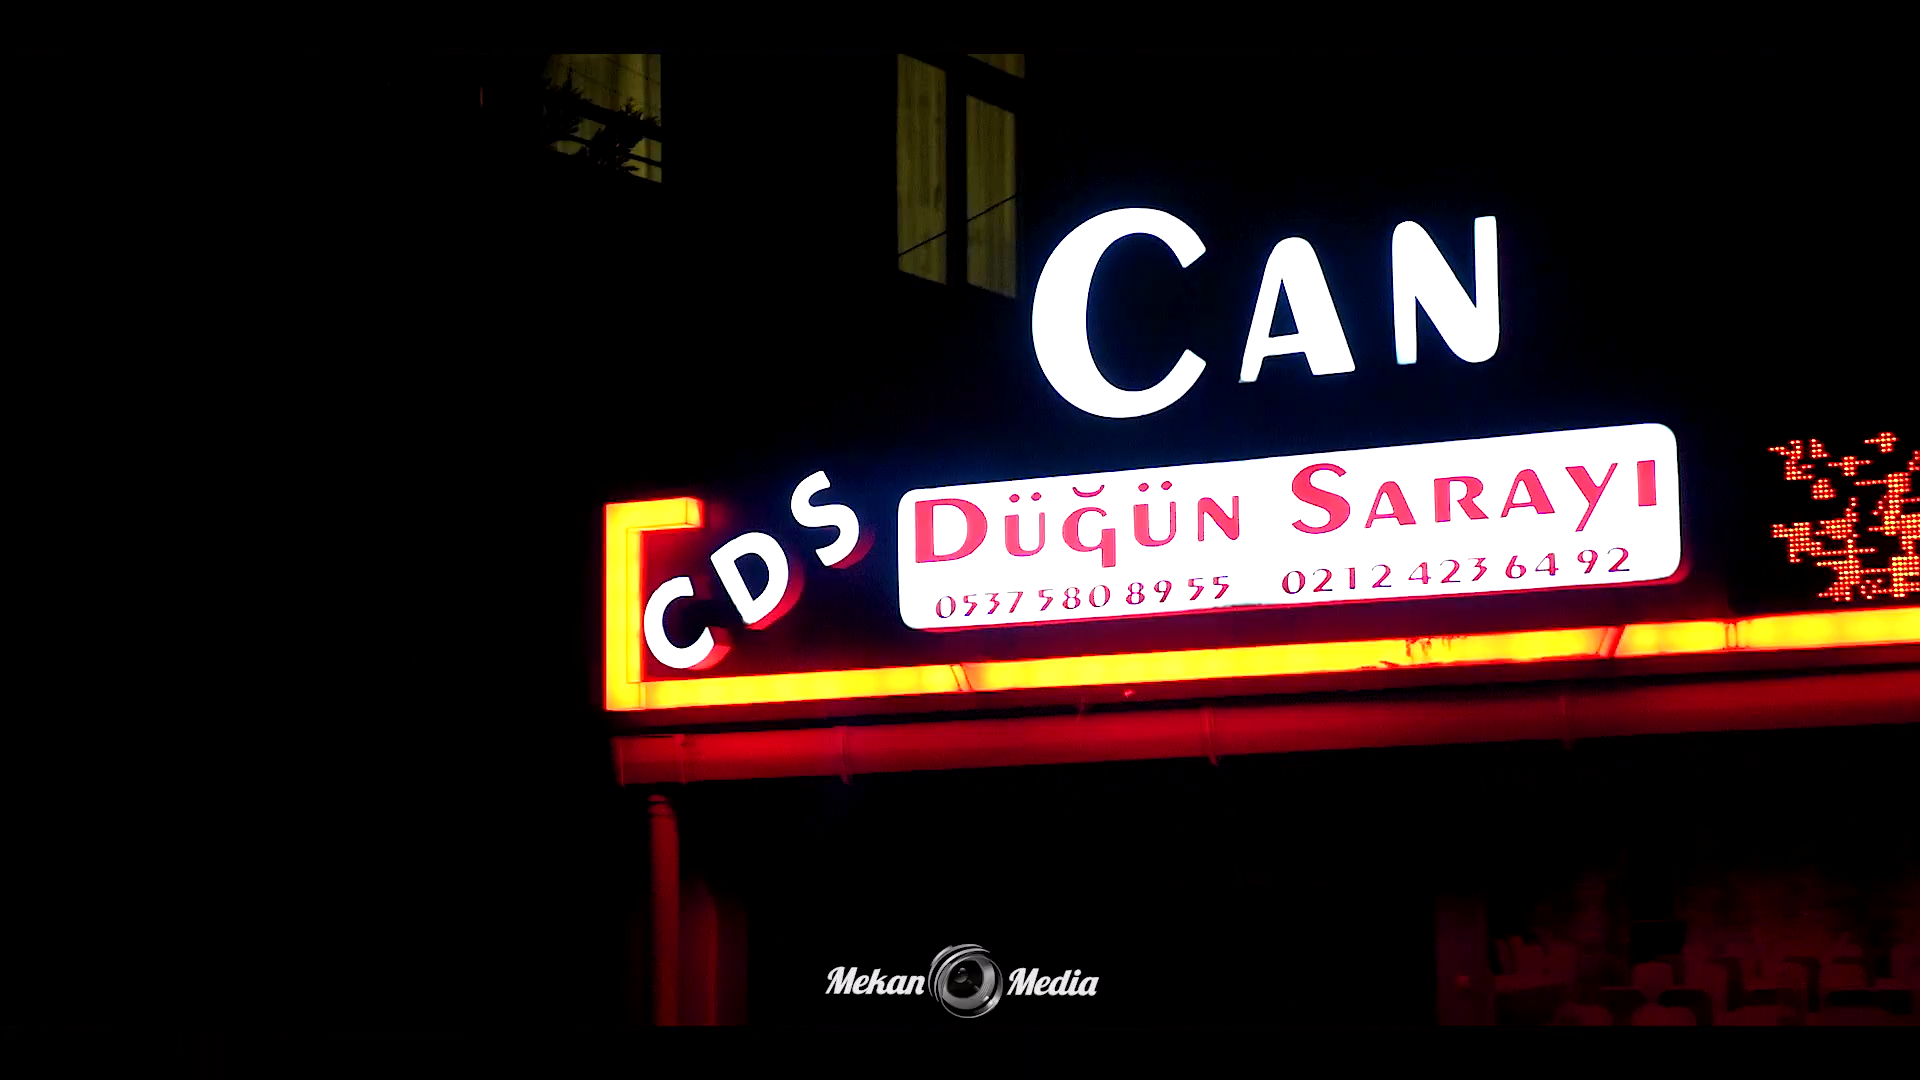 CAN
CDS
DÜĞÜN SARAYI
0537 580 89 55 0212 423 64 92
Mekan Media